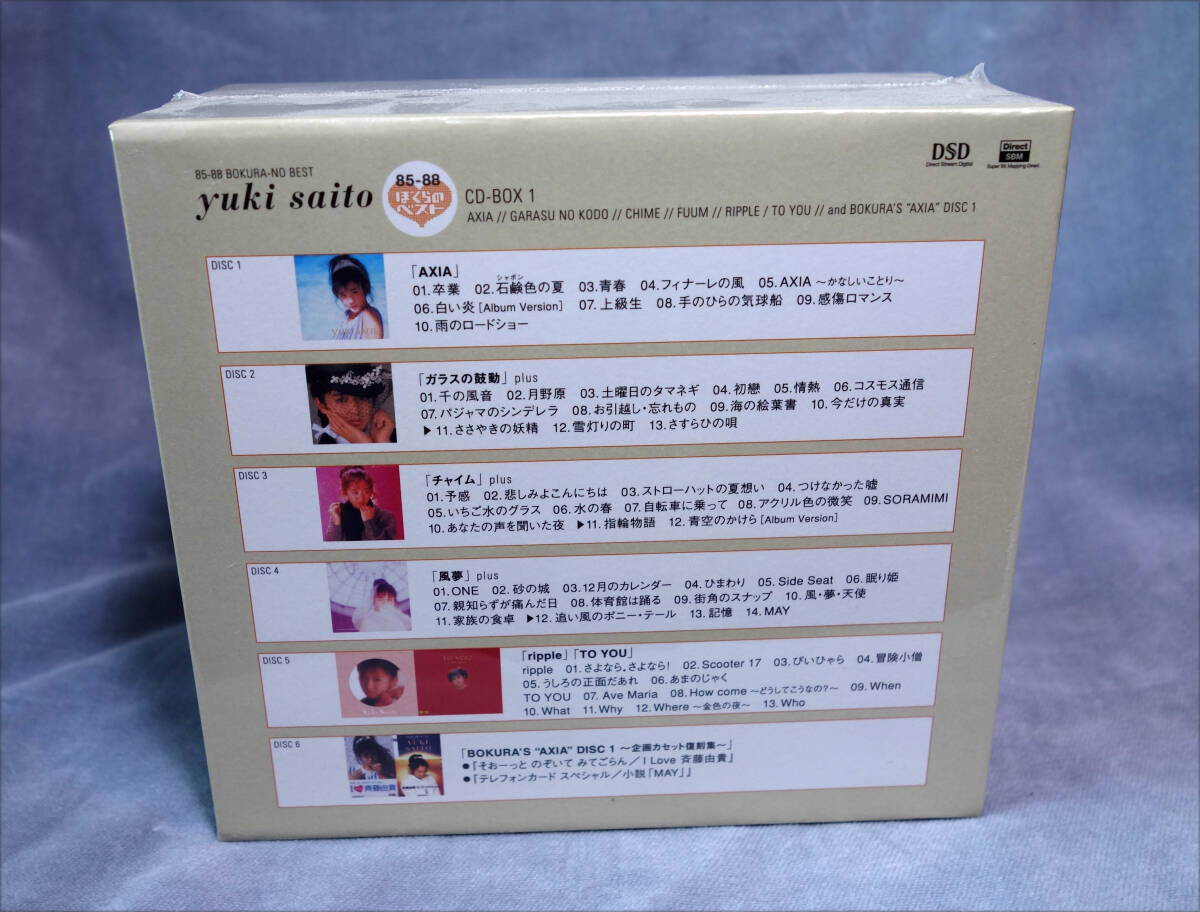 85-88 BOKURA-NO BEST
yuki saito
85-88
ぼくらの
ベスト
CD-BOX 1
AXIA // GARASU NO KODO // CHIME // FUUM // RIPPLE / TO YOU // and BOKURA'S "AXIA" DISC 1
DSD
Direct Stream Digital
Direct
SBM
Super Bit Mapping Direct
DISC 1
「AXIA」
シャボン
01.卒業 02.石鹸色の夏 03.青春 04.フィナーレの風 05.AXIA ～かなしいことり～
06.白い炎[Album Version] 07.上級生 08.手のひらの気球船 09.感傷ロマンス
10.雨のロードショー
DISC 2
「ガラスの鼓動」plus
01.千の風音 02.月野原 03.土曜日のタマネギ 04.初戀 05.情熱 06.コスモス通信
07.パジャマのシンデレラ 08.お引越し・忘れもの 09.海の絵葉書 10.今だけの真実
▶11.ささやきの妖精 12.雪灯りの町 13.さすらひの唄
DISC 3
「チャイム」plus
01.予感 02.悲しみよこんにちは 03.ストローハットの夏想い 04.つけなかった嘘
05.いちご水のグラス 06.水の春 07.自転車に乗って 08.アクリル色の微笑 09.SORAMIMI
10.あなたの声を聞いた夜 ▶11.指輪物語 12.青空のかけら[Album Version]
DISC 4
「風夢」plus
01.ONE 02.砂の城 03.12月のカレンダー 04.ひまわり 05.Side Seat 06.眠り姫
07.親知らずが痛んだ日 08.体育館は踊る 09.街角のスナップ 10.風・夢・天使
11.家族の食卓 ▶12.追い風のポニー・テール 13.記憶 14.MAY
DISC 5
TO YOU
「ripple」「TO YOU」
ripple 01.さよなら、さよなら! 02.Scooter 17 03.ぴいひゃら 04.冒険小僧
05.うしろの正面だあれ 06.あまのじゃく
TO YOU 07.Ave Maria 08.How come ～どうしてこうなの?～ 09.When
10.What 11.Why 12.Where ～金色の夜～ 13.Who
DISC 6
YUKI
SAITO
I ♥ 斉藤由貴
「BOKURA'S "AXIA" DISC 1 ～企画カセット復刻集～」
●『そおーっと のぞいて みてごらん／I Love 斉藤由貴』
●『テレフォンカード スペシャル／小説「MAY」』